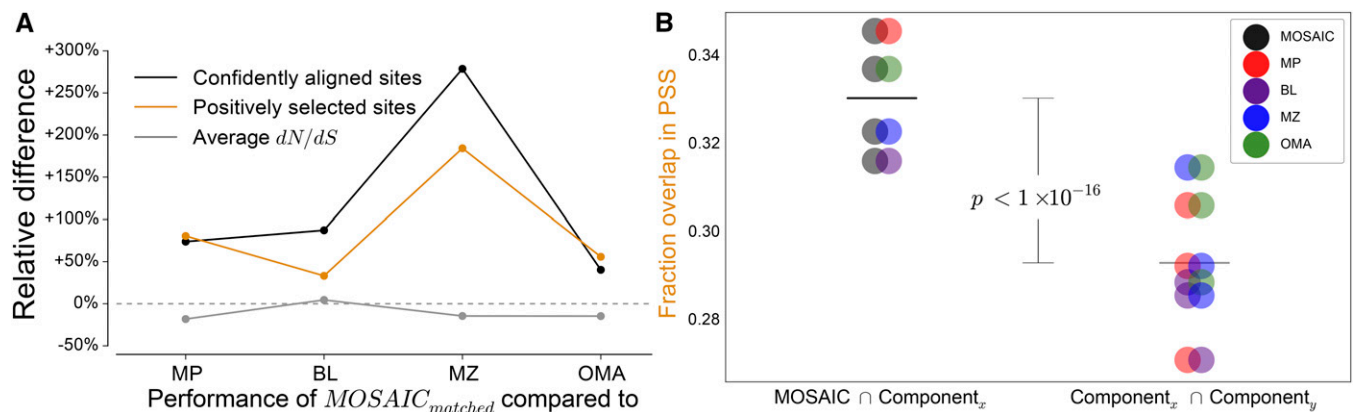 A
+300%
+250%
+200%
+150%
+100%
+50%
0%
-50%
Relative difference
Confidently aligned sites
Positively selected sites
Average dN/dS
MP BL MZ OMA
Performance of MOSAIC_matched compared to
B
Fraction overlap in PSS
0.34
0.32
0.30
0.28
p < 1 ×10^−16
MOSAIC
MP
BL
MZ
OMA
MOSAIC ∩ Component_x
Component_x ∩ Component_y